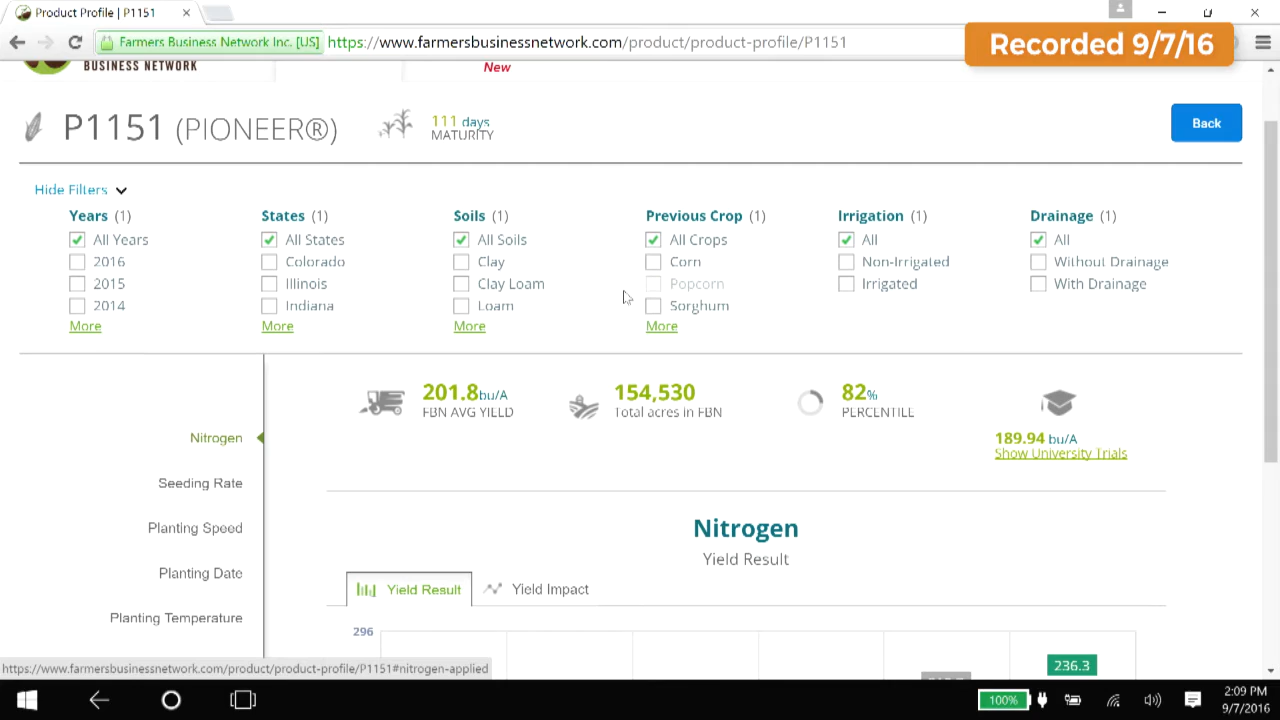 Product Profile | P1151
Farmers Business Network Inc. [US] https://www.farmersbusinessnetwork.com/product/product-profile/P1151
Recorded 9/7/16
BUSINESS NETWORK
New
P1151 (PIONEER®)
111 days
MATURITY
Back
Hide Filters
Years (1)
All Years
2016
2015
2014
More
States (1)
All States
Colorado
Illinois
Indiana
More
Soils (1)
All Soils
Clay
Clay Loam
Loam
More
Previous Crop (1)
All Crops
Corn
Popcorn
Sorghum
More
Irrigation (1)
All
Non-Irrigated
Irrigated
Drainage (1)
All
Without Drainage
With Drainage
201.8 bu/A
FBN AVG YIELD
154,530
Total acres in FBN
82%
PERCENTILE
189.94 bu/A
Show University Trials
Nitrogen
Seeding Rate
Planting Speed
Planting Date
Planting Temperature
Nitrogen
Yield Result
Yield Result
Yield Impact
296
236.3
https://www.farmersbusinessnetwork.com/product/product-profile/P1151#nitrogen-applied
100%
2:09 PM
9/7/2016